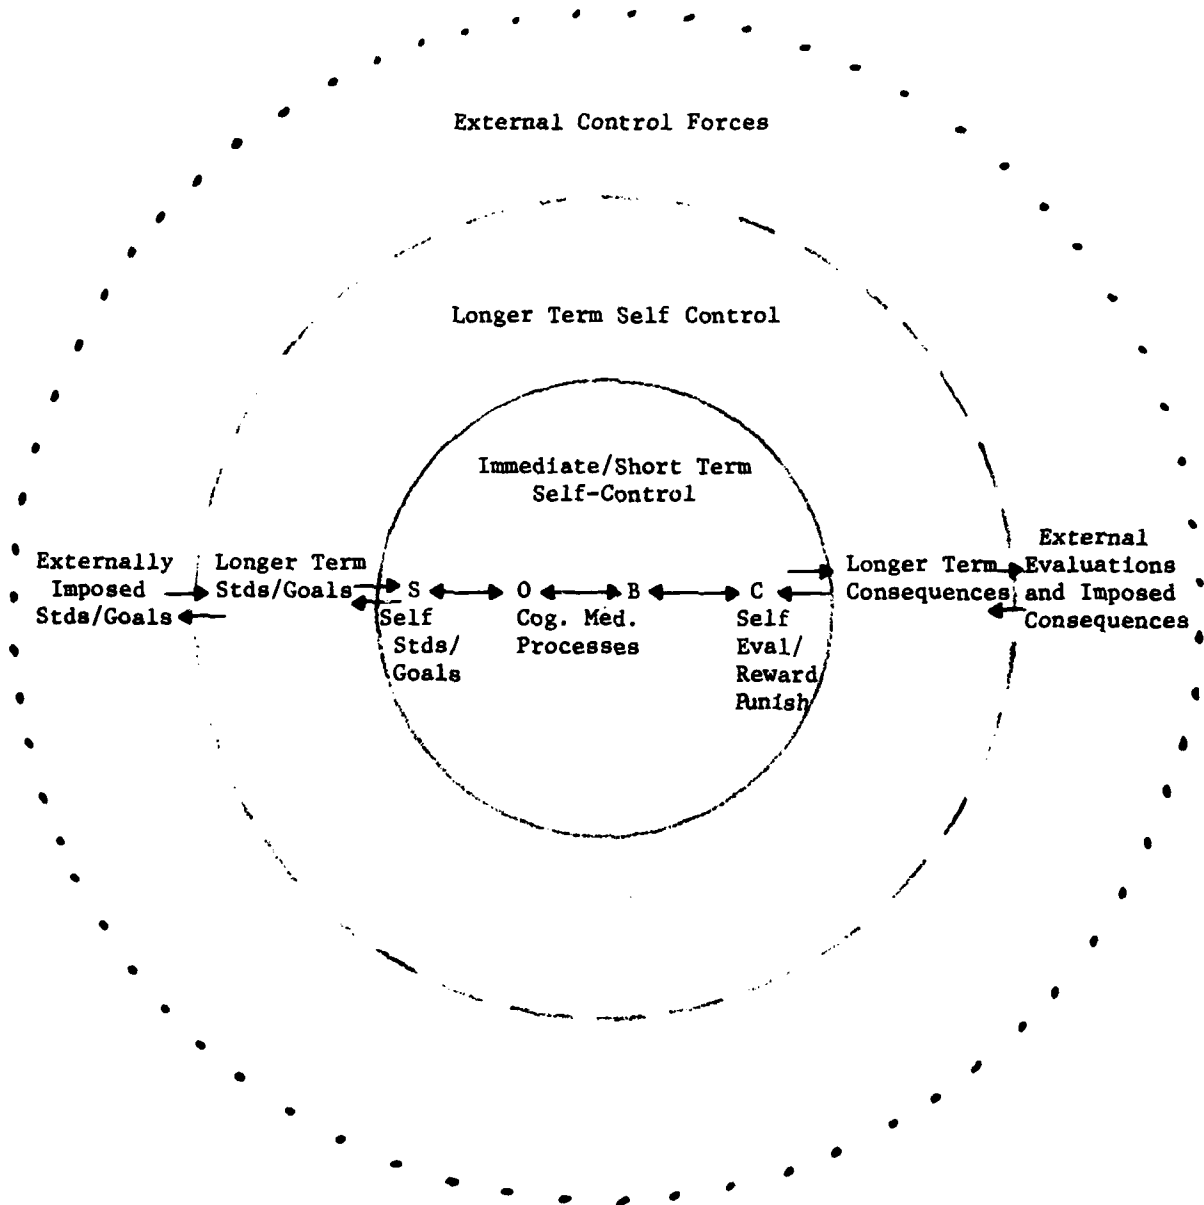 External Control Forces
Longer Term Self Control
Immediate/Short Term
Self-Control
Externally
Imposed
Stds/Goals
Longer Term
Stds/Goals
S O B C
Self
Stds/
Goals
Cog. Med.
Processes
Self
Eval/
Reward
Punish
Longer Term
Consequences
External
Evaluations
and Imposed
Consequences